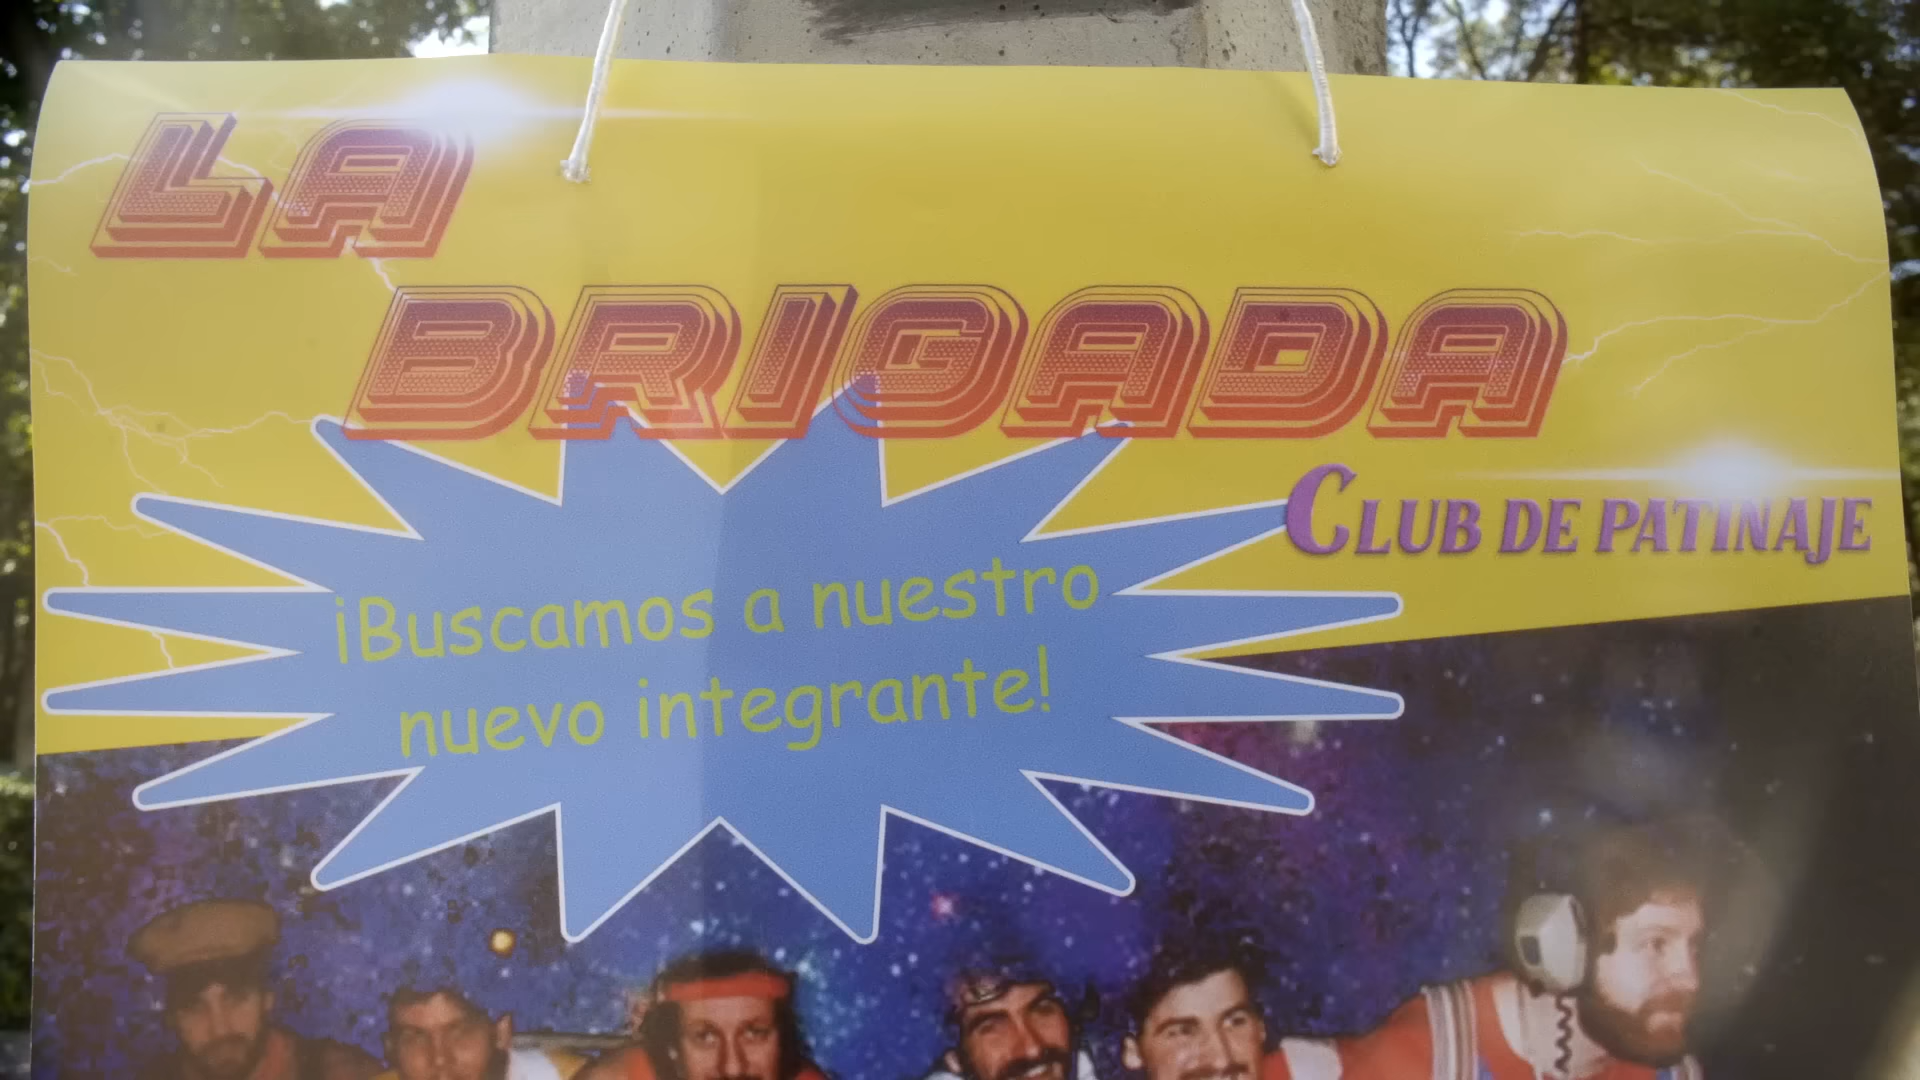 LA
BRIGADA
CLUB DE PATINAJE
¡Buscamos a nuestro
nuevo integrante!